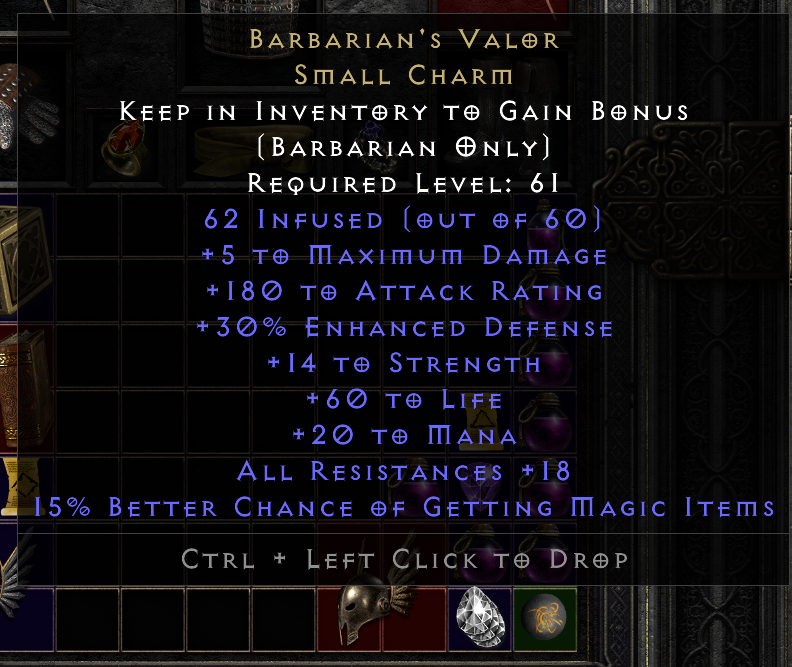 Barbarian's Valor
Small Charm
Keep in Inventory to Gain Bonus
(Barbarian Only)
Required Level: 61
62 Infused (out of 60)
+5 to Maximum Damage
+180 to Attack Rating
+30% Enhanced Defense
+14 to Strength
+60 to Life
+20 to Mana
All Resistances +18
15% Better Chance of Getting Magic Items
Ctrl + Left Click to Drop